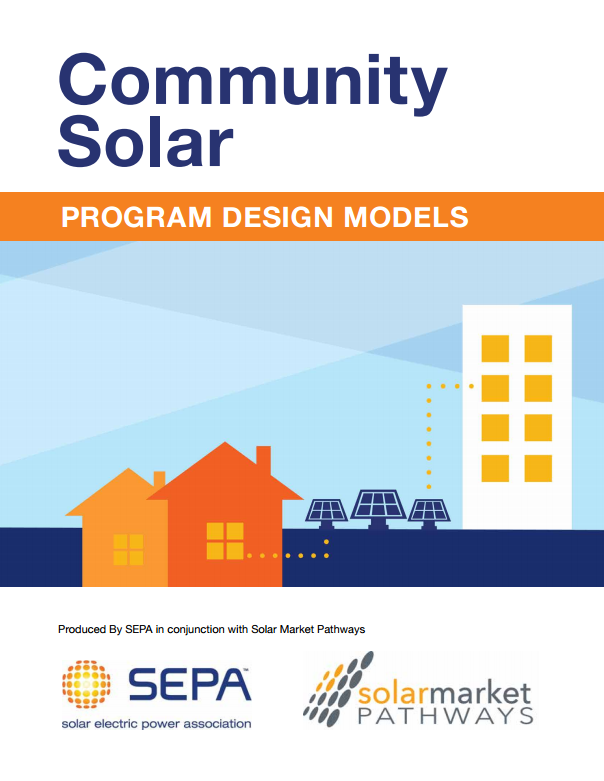 Community
Solar
PROGRAM DESIGN MODELS
Produced By SEPA in conjunction with Solar Market Pathways
SEPA™
solar electric power association
solarmarket
PATHWAYS